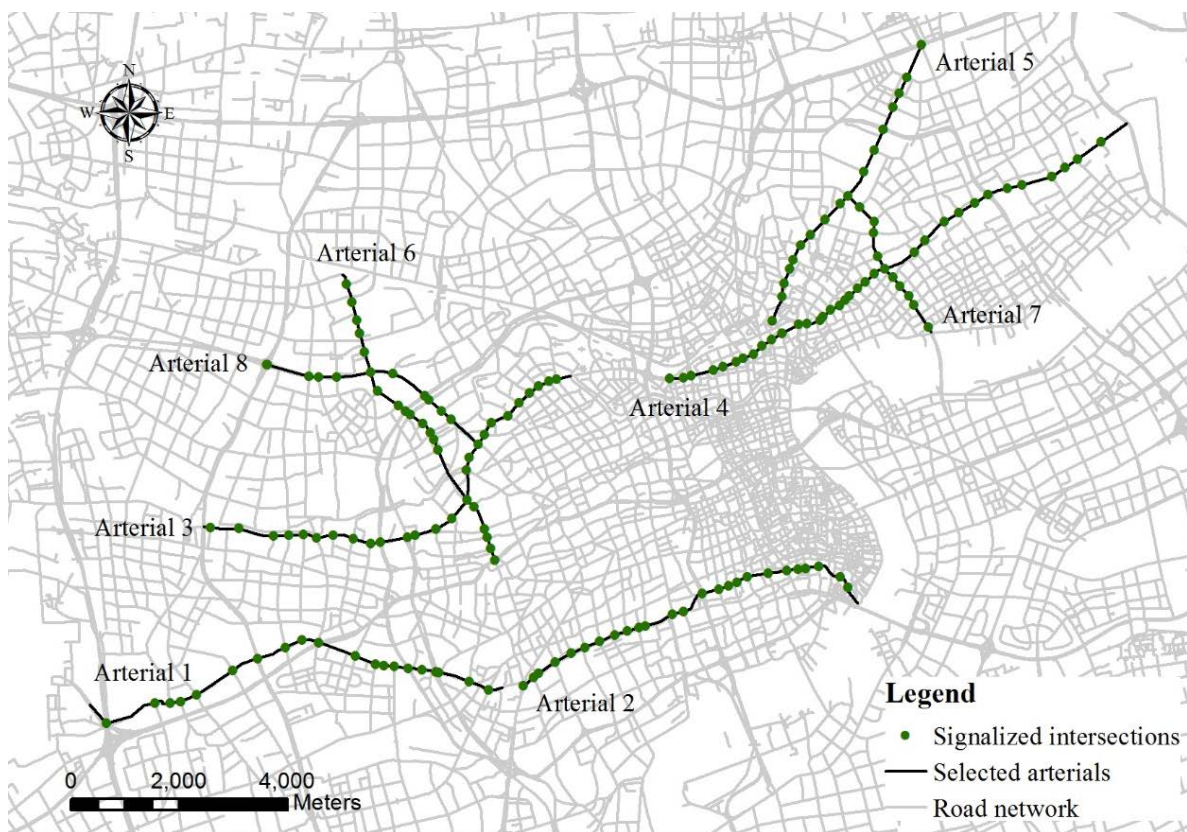 Arterial 5
N
W E
S
Arterial 6
Arterial 7
Arterial 8
Arterial 4
Arterial 3
Arterial 1
Arterial 2
Legend
Signalized intersections
Selected arterials
Road network
0 2,000 4,000
Meters